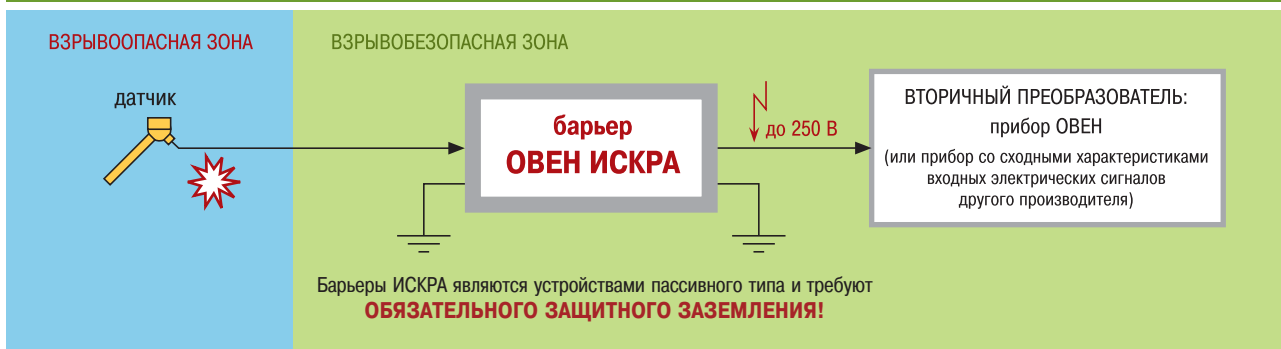 ВЗРЫВООПАСНАЯ ЗОНА
ВЗРЫВОБЕЗОПАСНАЯ ЗОНА
датчик
барьер
ОВЕН ИСКРА
до 250 В
ВТОРИЧНЫЙ ПРЕОБРАЗОВАТЕЛЬ:
прибор ОВЕН
(или прибор со сходными характеристиками
входных электрических сигналов
другого производителя)
Барьеры ИСКРА являются устройствами пассивного типа и требуют
ОБЯЗАТЕЛЬНОГО ЗАЩИТНОГО ЗАЗЕМЛЕНИЯ!